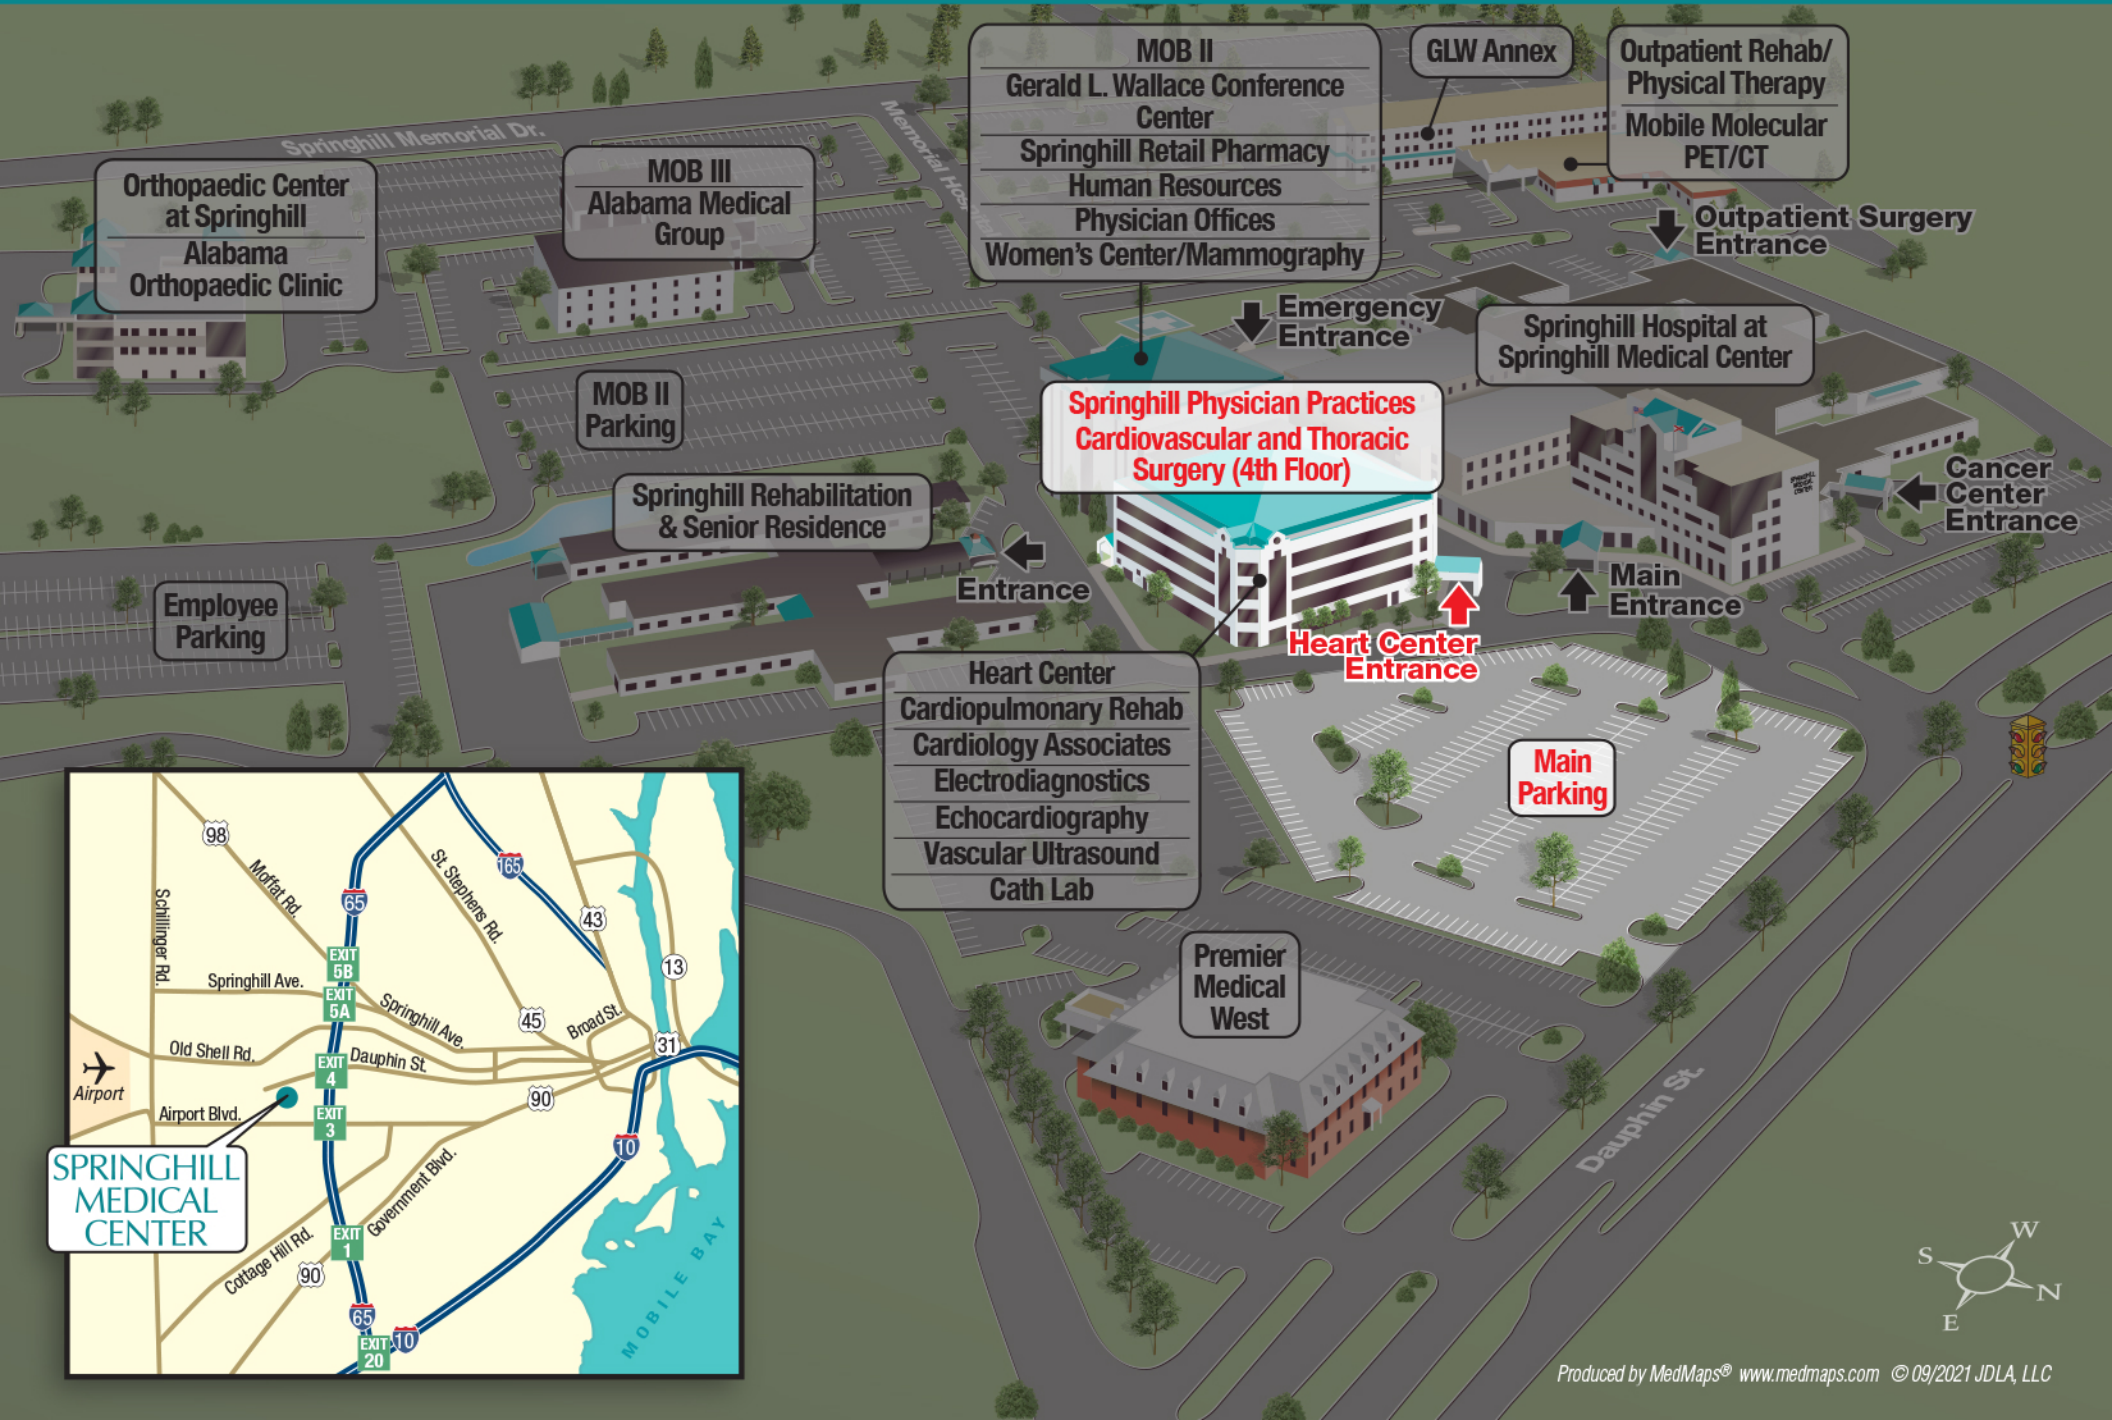 MOB II
Gerald L. Wallace Conference
Center
Springhill Retail Pharmacy
Human Resources
Physician Offices
Women's Center/Mammography
GLW Annex
Outpatient Rehab/
Physical Therapy
Mobile Molecular
PET/CT
Springhill Memorial Dr.
Orthopaedic Center
at Springhill
Alabama
Orthopaedic Clinic
MOB III
Alabama Medical
Group
Outpatient Surgery
Entrance
Emergency
Entrance
Springhill Hospital at
Springhill Medical Center
MOB II
Parking
Springhill Physician Practices
Cardiovascular and Thoracic
Surgery (4th Floor)
SPRINGHILL
MEDICAL
CENTER
Cancer
Center
Entrance
Springhill Rehabilitation
& Senior Residence
Entrance
Main
Entrance
Employee
Parking
Heart Center
Entrance
Heart Center
Cardiopulmonary Rehab
Cardiology Associates
Electrodiagnostics
Echocardiography
Vascular Ultrasound
Cath Lab
Main
Parking
Premier
Medical
West
Dauphin St.
98
Moffat Rd.
St. Stephens Rd.
165
65
43
Schillinger Rd.
EXIT
5B
13
Springhill Ave.
EXIT
5A
Springhill Ave.
45
Broad St.
31
Old Shell Rd.
EXIT
4
Dauphin St.
Airport
90
Airport Blvd.
EXIT
3
10
SPRINGHILL
MEDICAL
CENTER
Government Blvd.
Cottage Hill Rd.
EXIT
1
90
65
10
EXIT
20
MOBILE BAY
W
S
N
E
Produced by MedMaps® www.medmaps.com © 09/2021 JDLA, LLC